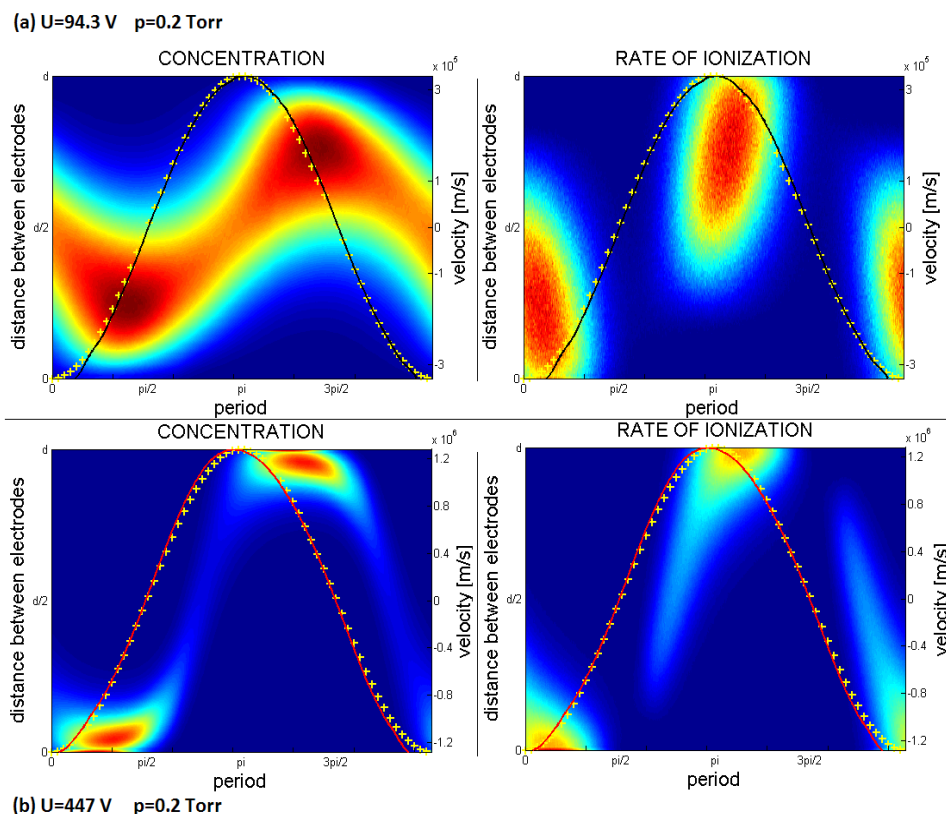 (a) U=94.3 V p=0.2 Torr
CONCENTRATION
x 10^5
distance between electrodes
d
d/2
0
3
1
0
-1
-3
velocity [m/s]
0
pi/2
pi
3pi/2
period
RATE OF IONIZATION
x 10^5
distance between electrodes
d
d/2
0
3
1
0
-1
-3
velocity [m/s]
0
pi/2
pi
3pi/2
period
CONCENTRATION
x 10^6
distance between electrodes
d
d/2
0
1.2
0.8
0.4
0
-0.4
-0.8
-1.2
velocity [m/s]
0
pi/2
pi
3pi/2
period
RATE OF IONIZATION
x 10^6
distance between electrodes
d
d/2
0
1.2
0.8
0.4
0
-0.4
-0.8
-1.2
velocity [m/s]
0
pi/2
pi
3pi/2
period
(b) U=447 V p=0.2 Torr